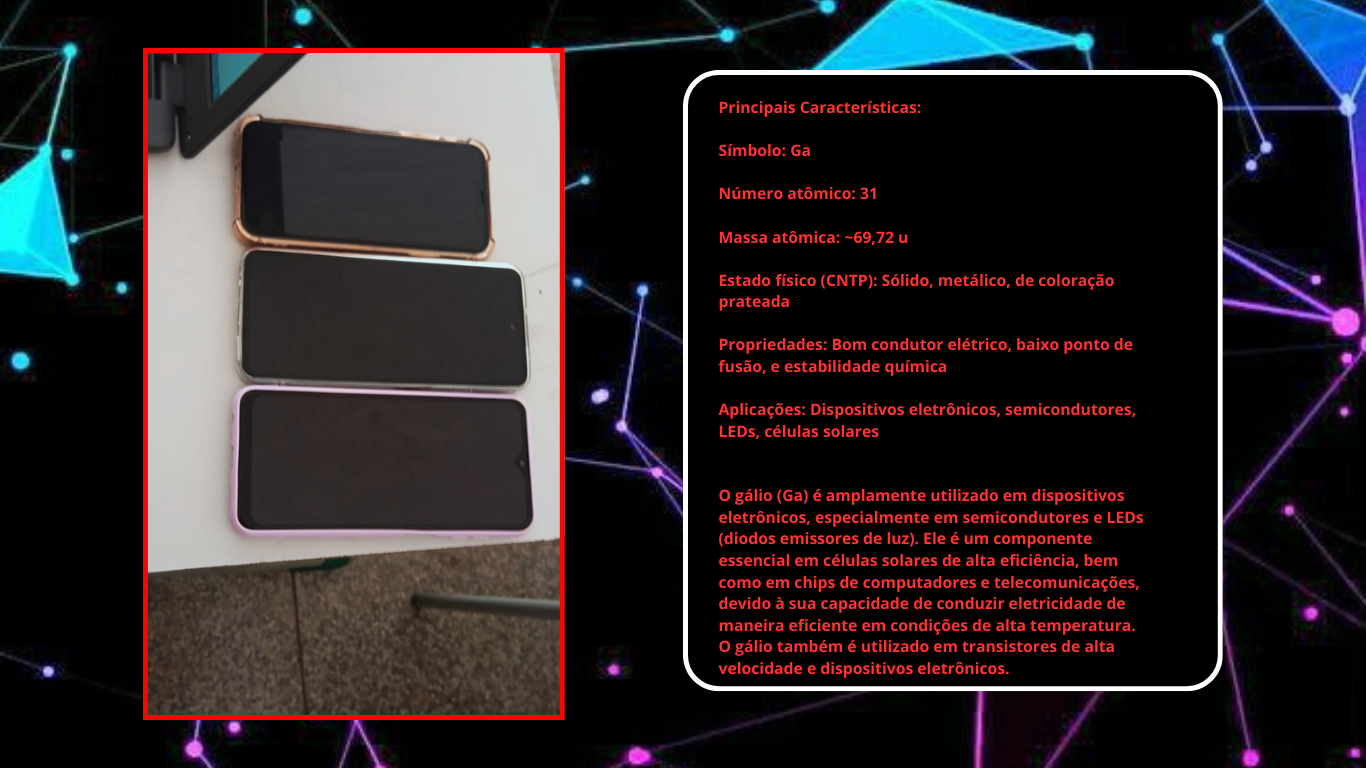 Principais Características:
Símbolo: Ga
Número atômico: 31
Massa atômica: ~69,72 u
Estado físico (CNTP): Sólido, metálico, de coloração
prateada
Propriedades: Bom condutor elétrico, baixo ponto de
fusão, e estabilidade química
Aplicações: Dispositivos eletrônicos, semicondutores,
LEDs, células solares
O gálio (Ga) é amplamente utilizado em dispositivos
eletrônicos, especialmente em semicondutores e LEDs
(diodos emissores de luz). Ele é um componente
essencial em células solares de alta eficiência, bem
como em chips de computadores e telecomunicações,
devido à sua capacidade de conduzir eletricidade de
maneira eficiente em condições de alta temperatura.
O gálio também é utilizado em transistores de alta
velocidade e dispositivos eletrônicos.